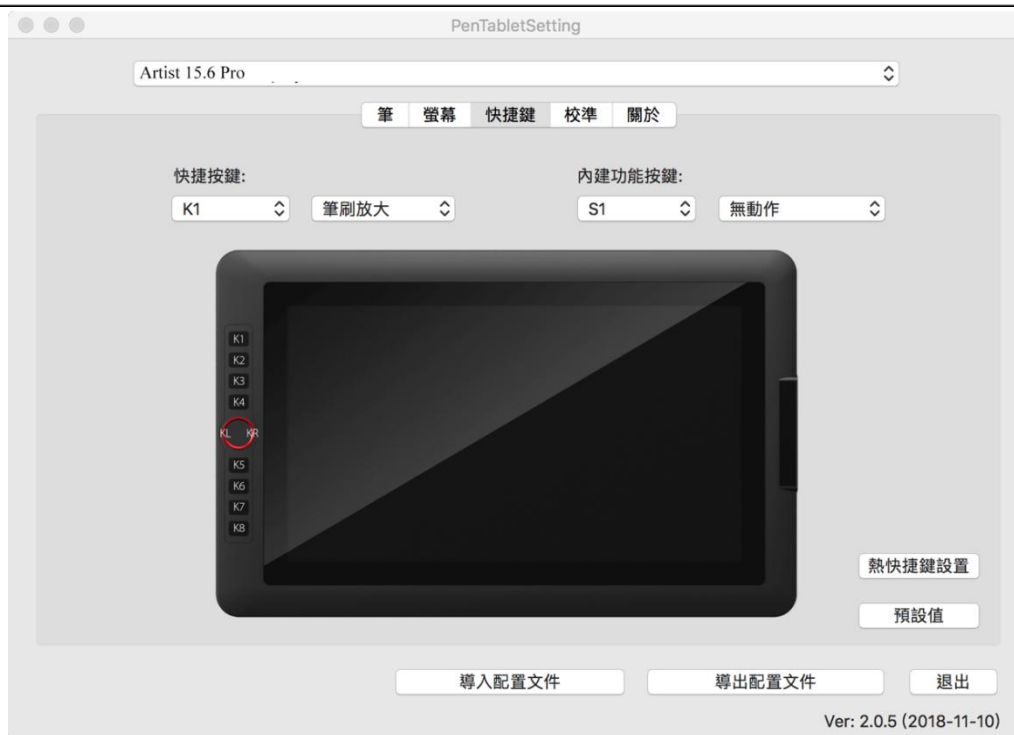 PenTabletSetting
Artist 15.6 Pro
筆 螢幕 快捷鍵 校準 關於
快捷按鍵: 內建功能按鍵:
K1 筆刷放大 S1 無動作
K1
K2
K3
K4
KL KR
K5
K6
K7
K8
熱快捷鍵設置
預設值
導入配置文件 導出配置文件 退出
Ver: 2.0.5 (2018-11-10)